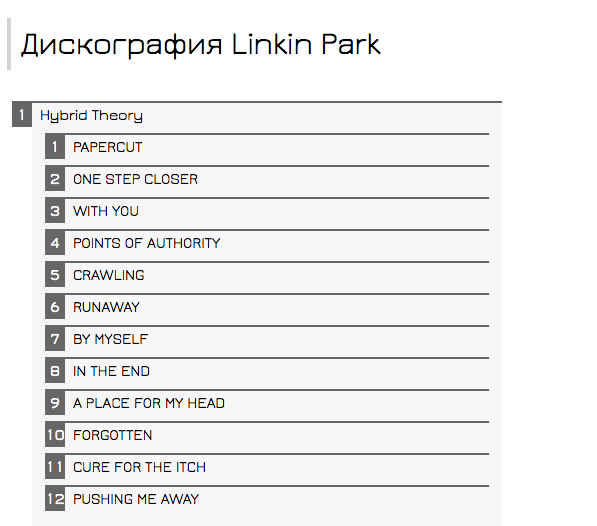 Дискография Linkin Park
1 Hybrid Theory
1 PAPERCUT
2 ONE STEP CLOSER
3 WITH YOU
4 POINTS OF AUTHORITY
5 CRAWLING
6 RUNAWAY
7 BY MYSELF
8 IN THE END
9 A PLACE FOR MY HEAD
10 FORGOTTEN
11 CURE FOR THE ITCH
12 PUSHING ME AWAY